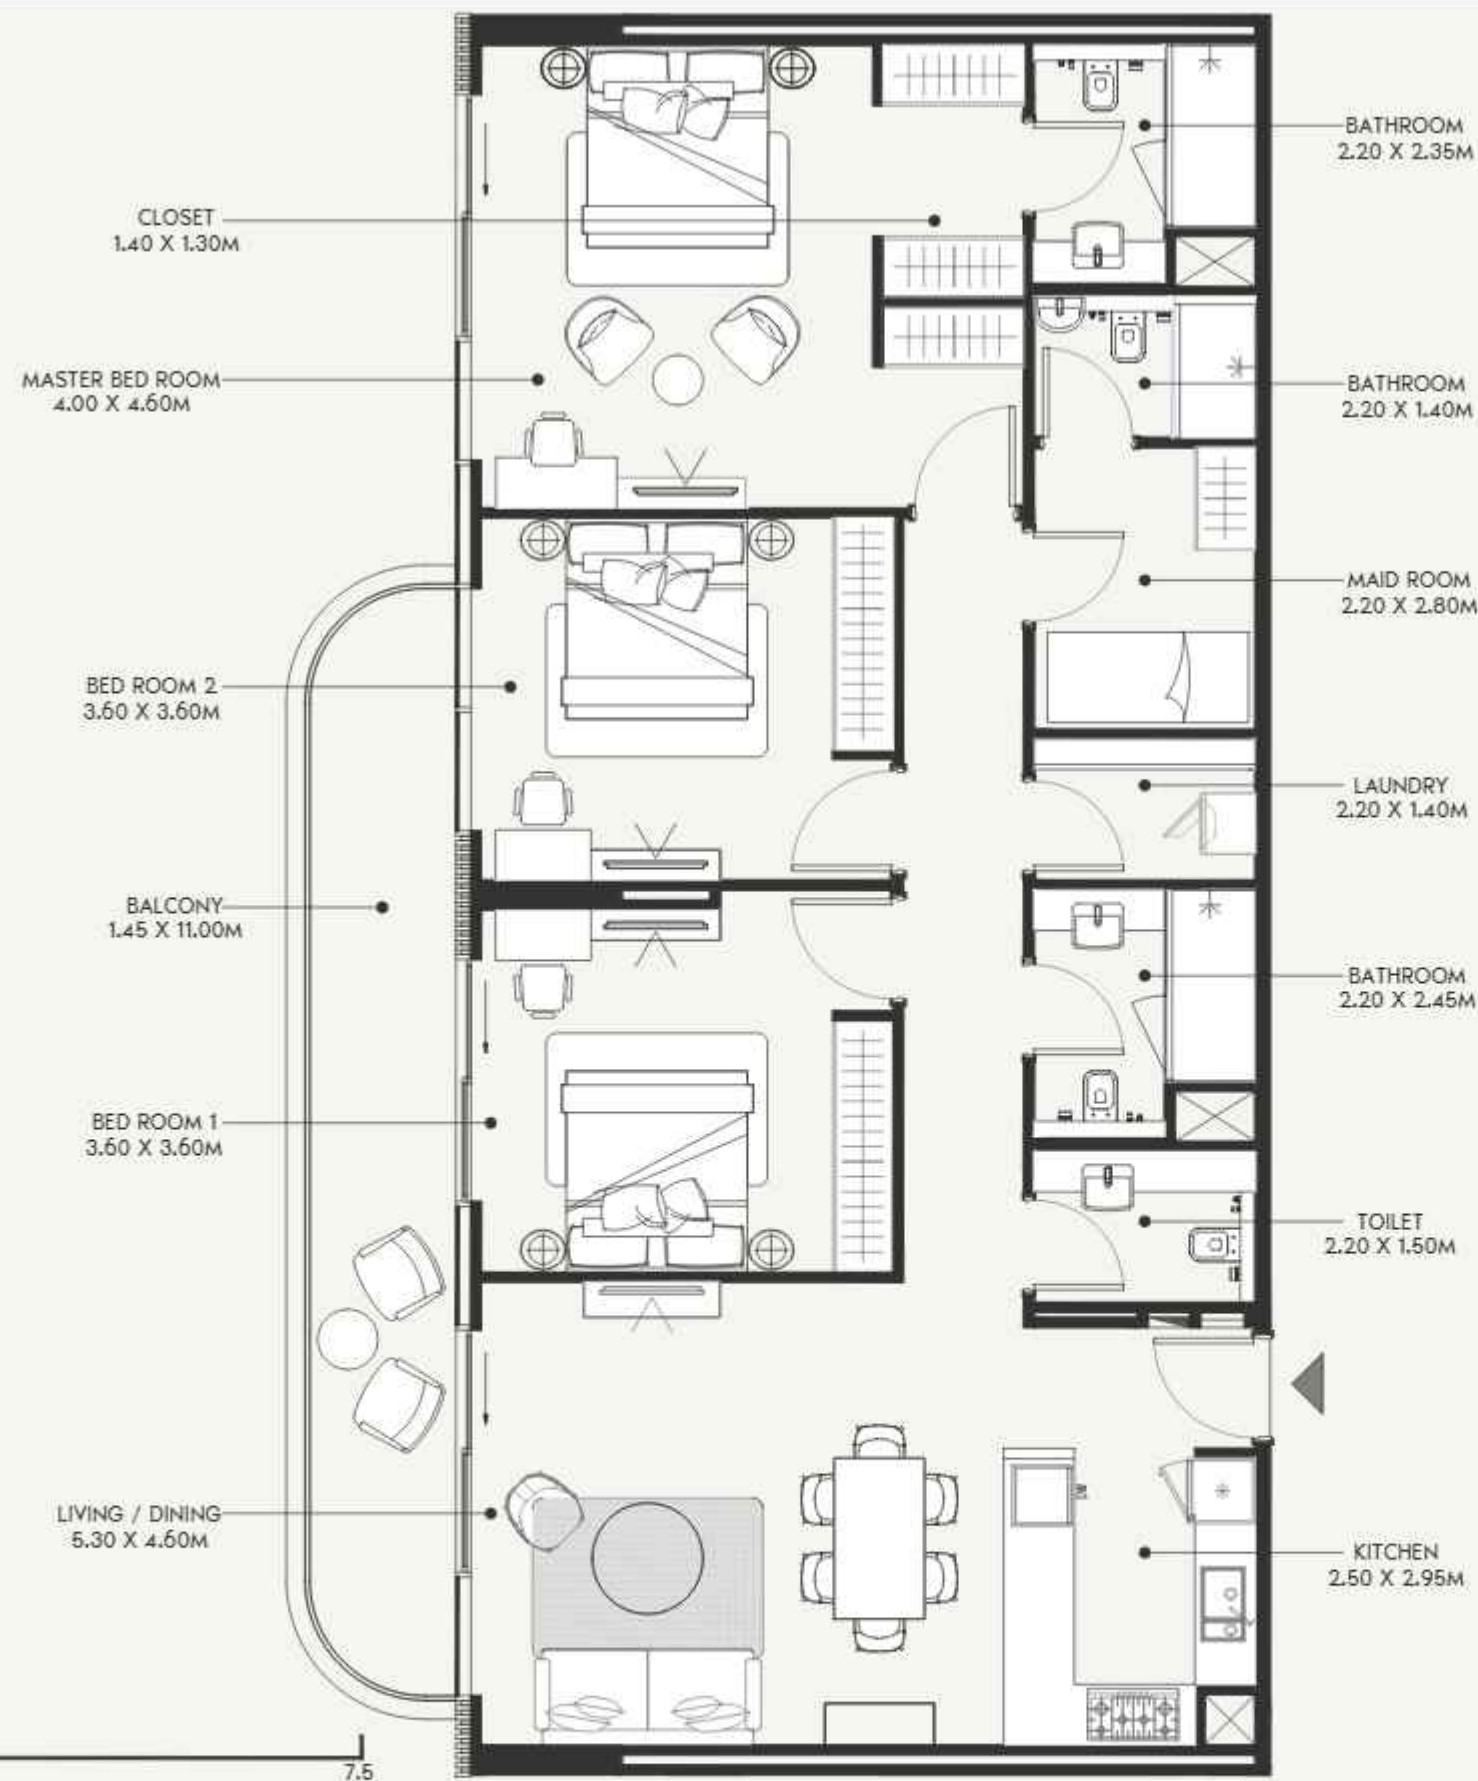 BATHROOM
2.20 X 2.35M
CLOSET
1.40 X 1.30M
MASTER BED ROOM
4.00 X 4.60M
BATHROOM
2.20 X 1.40M
MAID ROOM
2.20 X 2.80M
BED ROOM 2
3.60 X 3.60M
LAUNDRY
2.20 X 1.40M
BALCONY
1.45 X 11.00M
BATHROOM
2.20 X 2.45M
BED ROOM 1
3.60 X 3.60M
TOILET
2.20 X 1.50M
DW
LIVING / DINING
5.30 X 4.60M
KITCHEN
2.50 X 2.95M
7.5